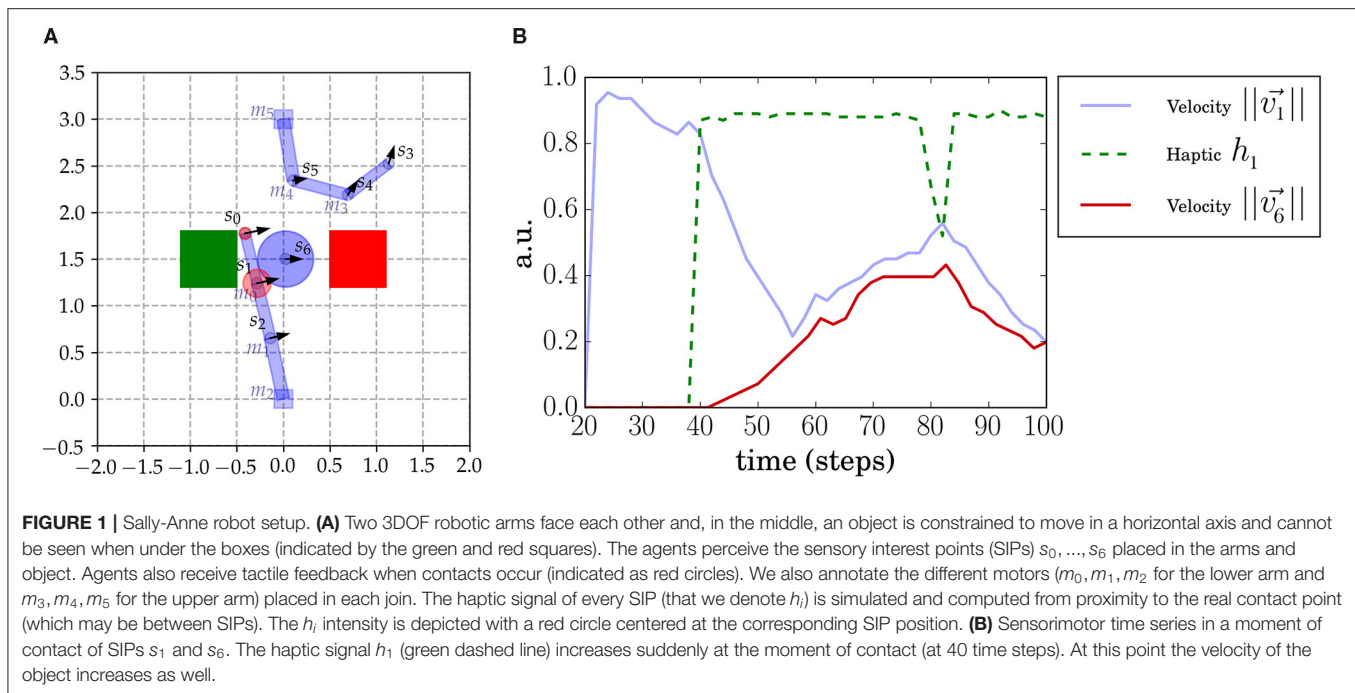 A
B
3.5
3.0
2.5
2.0
1.5
1.0
0.5
0.0
−0.5
−2.0 −1.5 −1.0 −0.5 0.0 0.5 1.0 1.5 2.0
m5
s3
s5
s4
m4
m3
s0
s6
s1
m0
s2
m1
m2
1.0
0.8
0.6
0.4
0.2
0.0
a.u.
20 30 40 50 60 70 80 90 100
time (steps)
Velocity ||v⃗1||
Haptic h1
Velocity ||v⃗6||
FIGURE 1 | Sally-Anne robot setup. (A) Two 3DOF robotic arms face each other and, in the middle, an object is constrained to move in a horizontal axis and cannot
be seen when under the boxes (indicated by the green and red squares). The agents perceive the sensory interest points (SIPs) s0, ..., s6 placed in the arms and
object. Agents also receive tactile feedback when contacts occur (indicated as red circles). We also annotate the different motors (m0, m1, m2 for the lower arm and
m3, m4, m5 for the upper arm) placed in each join. The haptic signal of every SIP (that we denote hi) is simulated and computed from proximity to the real contact point
(which may be between SIPs). The hi intensity is depicted with a red circle centered at the corresponding SIP position. (B) Sensorimotor time series in a moment of
contact of SIPs s1 and s6. The haptic signal h1 (green dashed line) increases suddenly at the moment of contact (at 40 time steps). At this point the velocity of the
object increases as well.